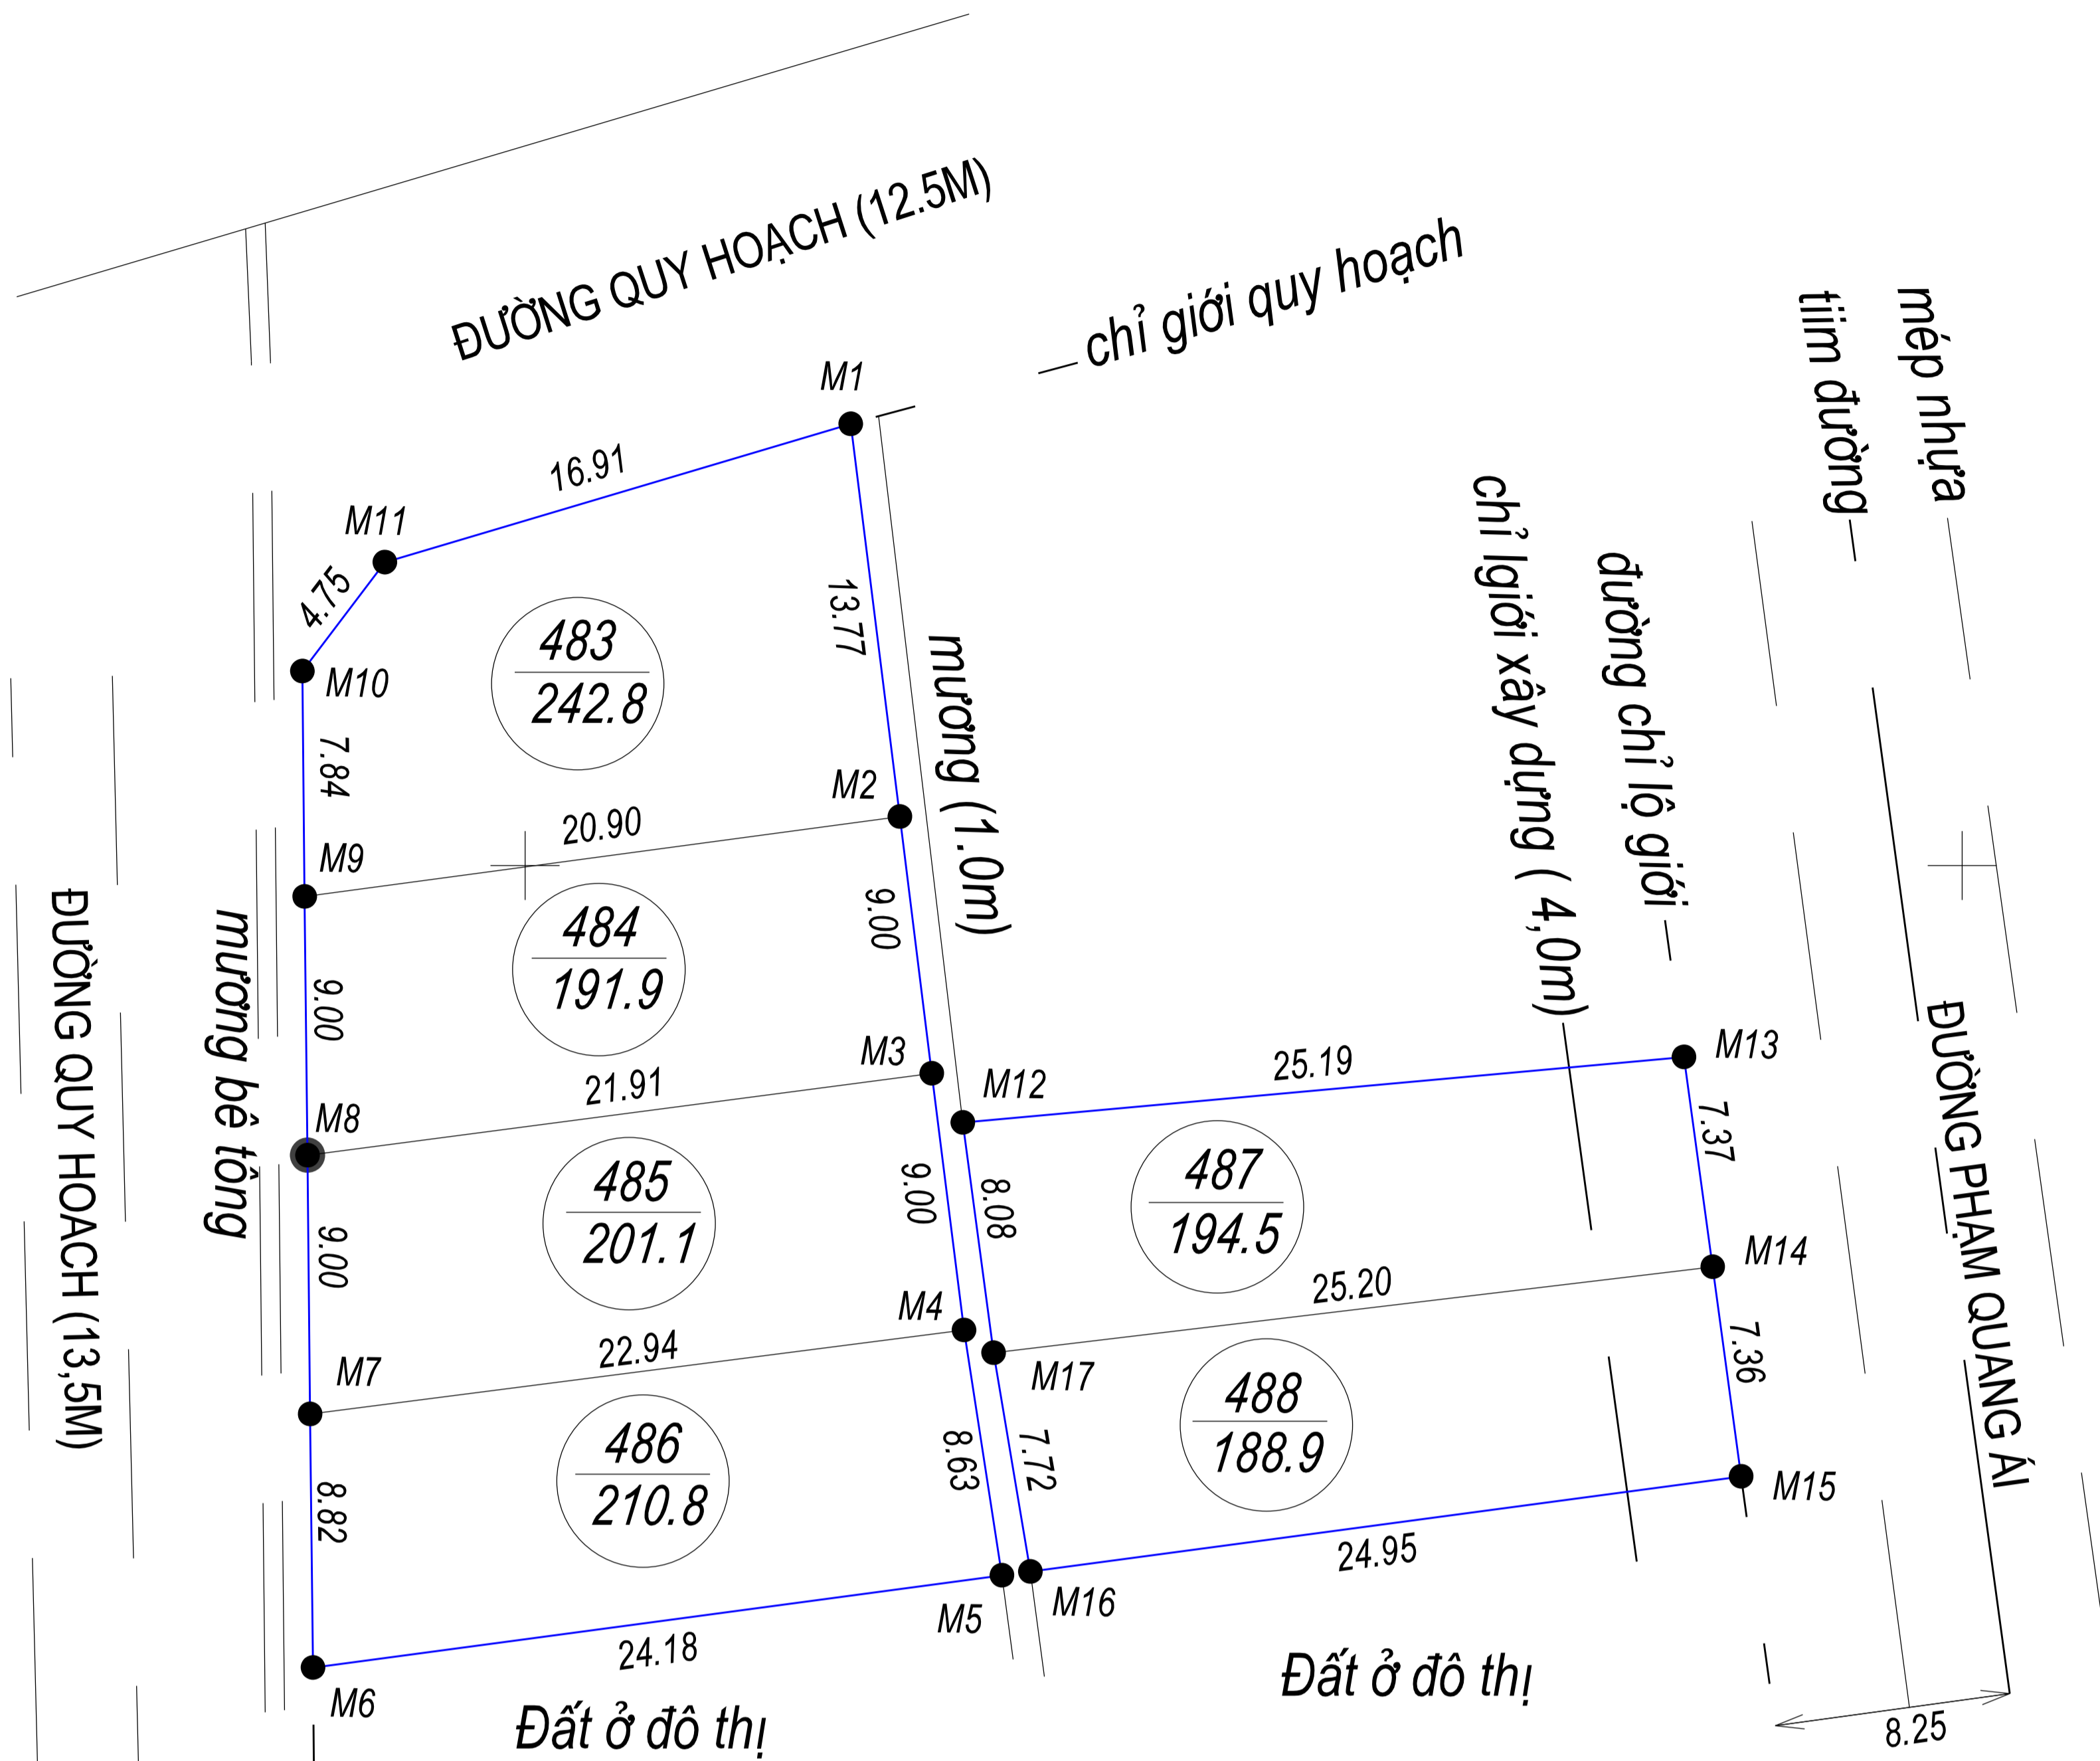 ĐƯỜNG QUY HOẠCH (12.5M)
chỉ giới quy hoạch
mép nhựa
tiim đường
M1
16.91
M11
4.75
13.77
chỉ lgiới xây dựng ( 4,0m)
đường chỉ lộ giới
483
242.8
M10
mương (1.0m)
7.84
M2
20.90
M9
9.00
484
191.9
ĐƯỜNG QUY HOACH (13,5M)
mương bê tông
9.00
M3
21.91
M8
M12
25.19
M13
ĐƯỜNG PHẠM QUANG ÁI
7.37
485
201.1
9.00
9.00
8.08
487
194.5
M14
25.20
M4
22.94
M7
M17
7.36
486
210.8
8.63
7.72
488
188.9
8.82
M15
24.95
M5
M16
24.18
M6
Đất ở đô thị
Đất ở đô thị
8.25